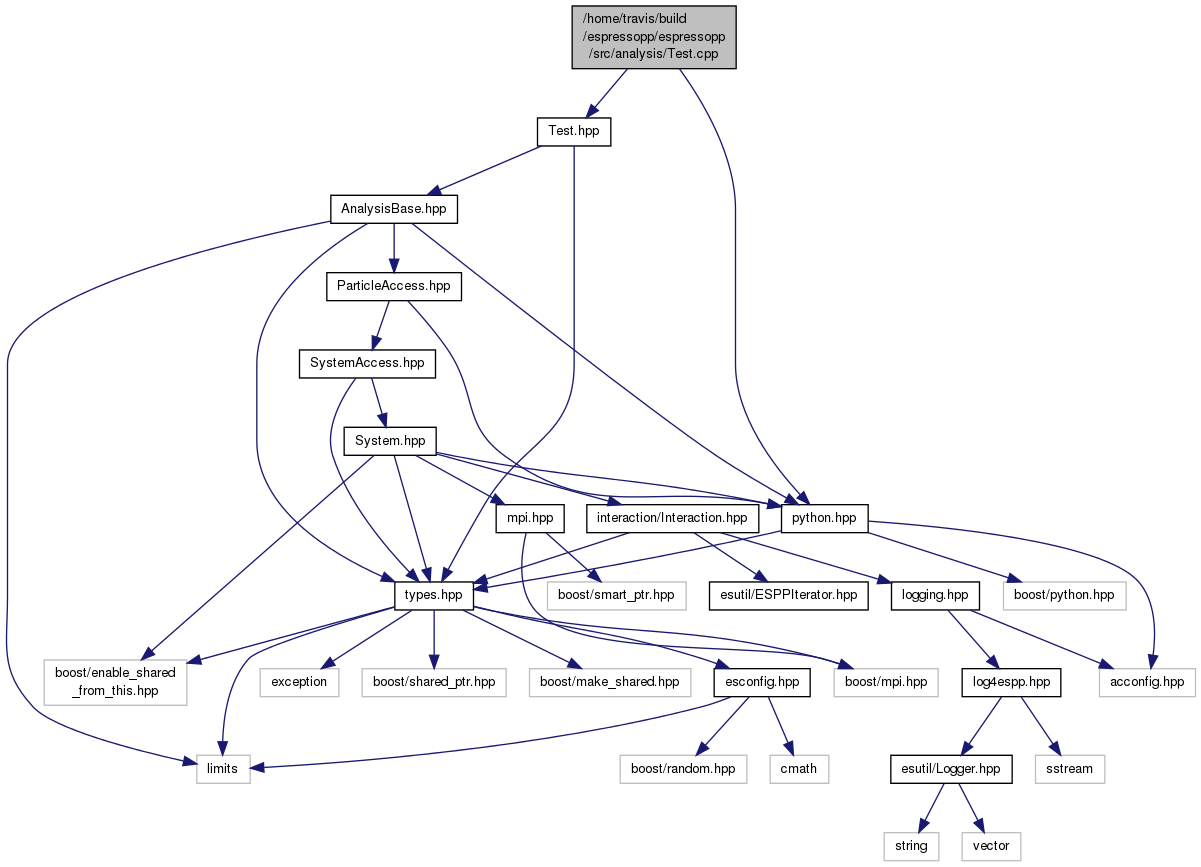 /home/travis/build
/espressopp/espressopp
/src/analysis/Test.cpp
Test.hpp
AnalysisBase.hpp
ParticleAccess.hpp
SystemAccess.hpp
System.hpp
mpi.hpp
interaction/Interaction.hpp
python.hpp
types.hpp
boost/smart_ptr.hpp
esutil/ESPPIterator.hpp
logging.hpp
boost/python.hpp
boost/enable_shared
_from_this.hpp
exception
boost/shared_ptr.hpp
boost/make_shared.hpp
esconfig.hpp
boost/mpi.hpp
log4espp.hpp
acconfig.hpp
limits
boost/random.hpp
cmath
esutil/Logger.hpp
sstream
string
vector